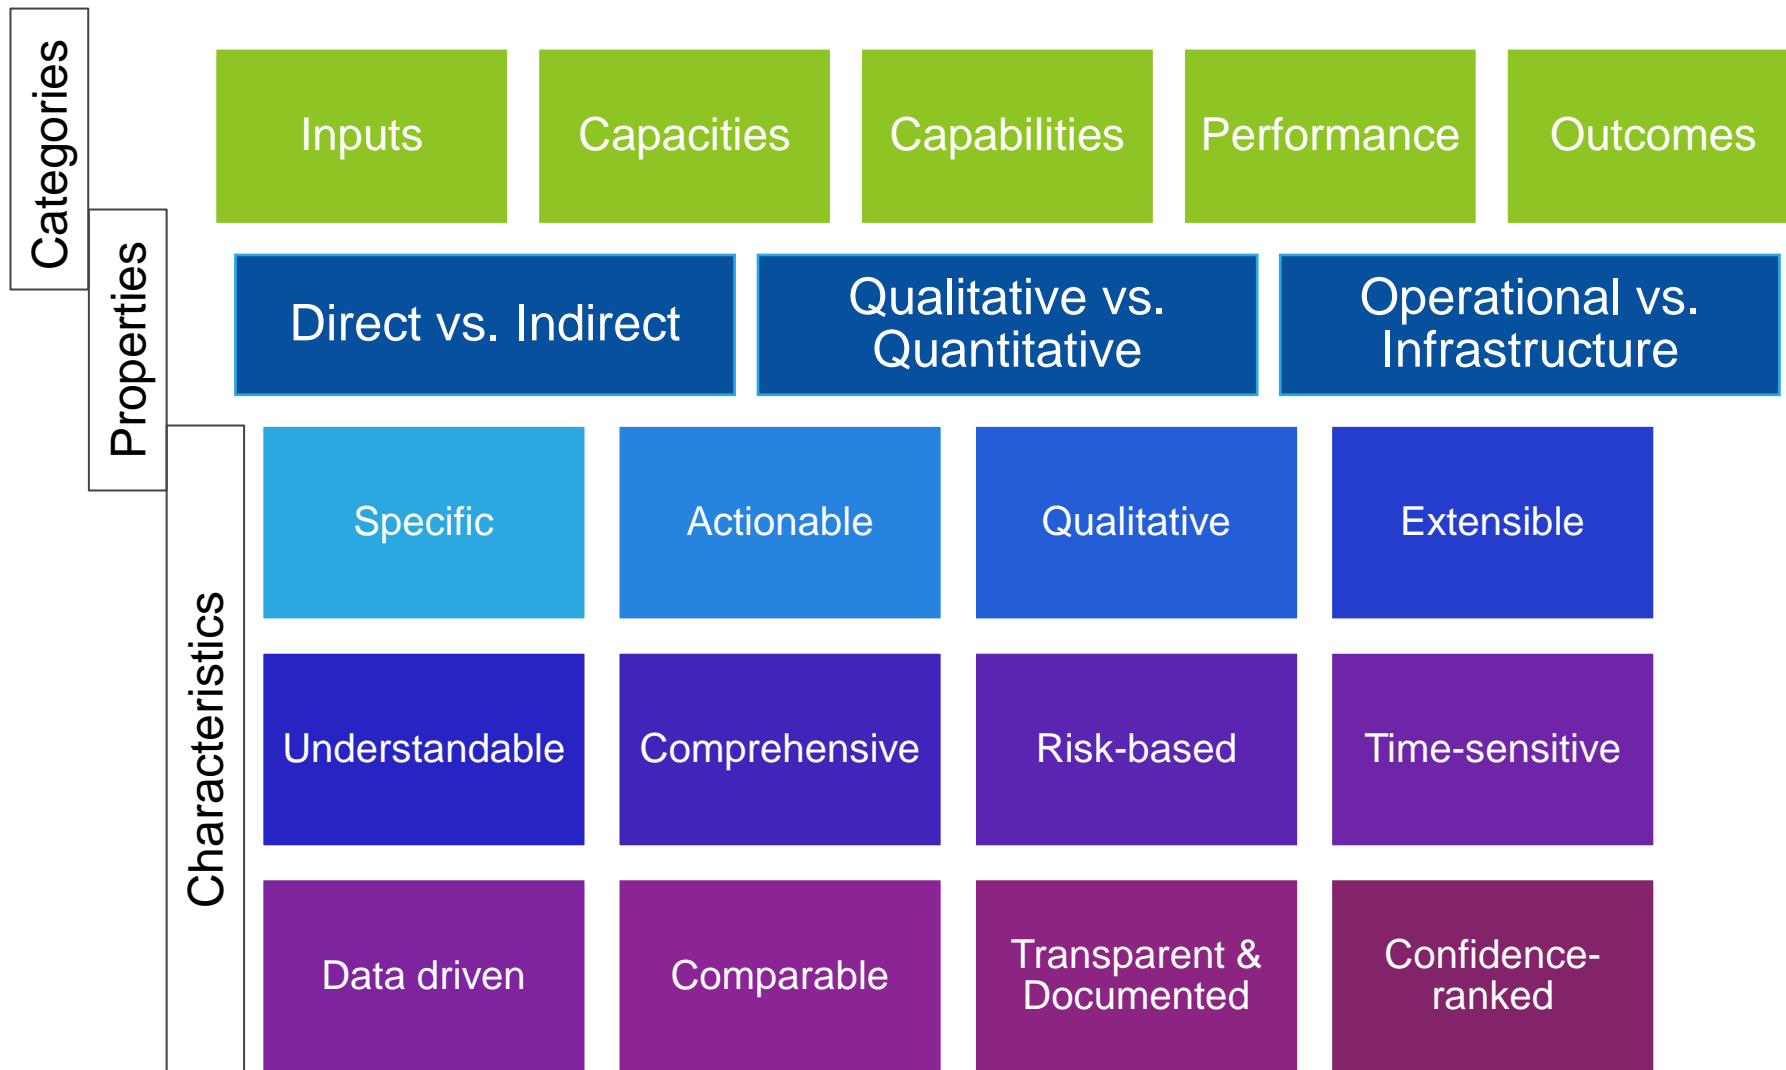 Categories
Inputs
Capacities
Capabilities
Performance
Outcomes
Properties
Direct vs. Indirect
Qualitative vs.
Quantitative
Operational vs.
Infrastructure
Characteristics
Specific
Actionable
Qualitative
Extensible
Understandable
Comprehensive
Risk-based
Time-sensitive
Data driven
Comparable
Transparent &
Documented
Confidence-
ranked